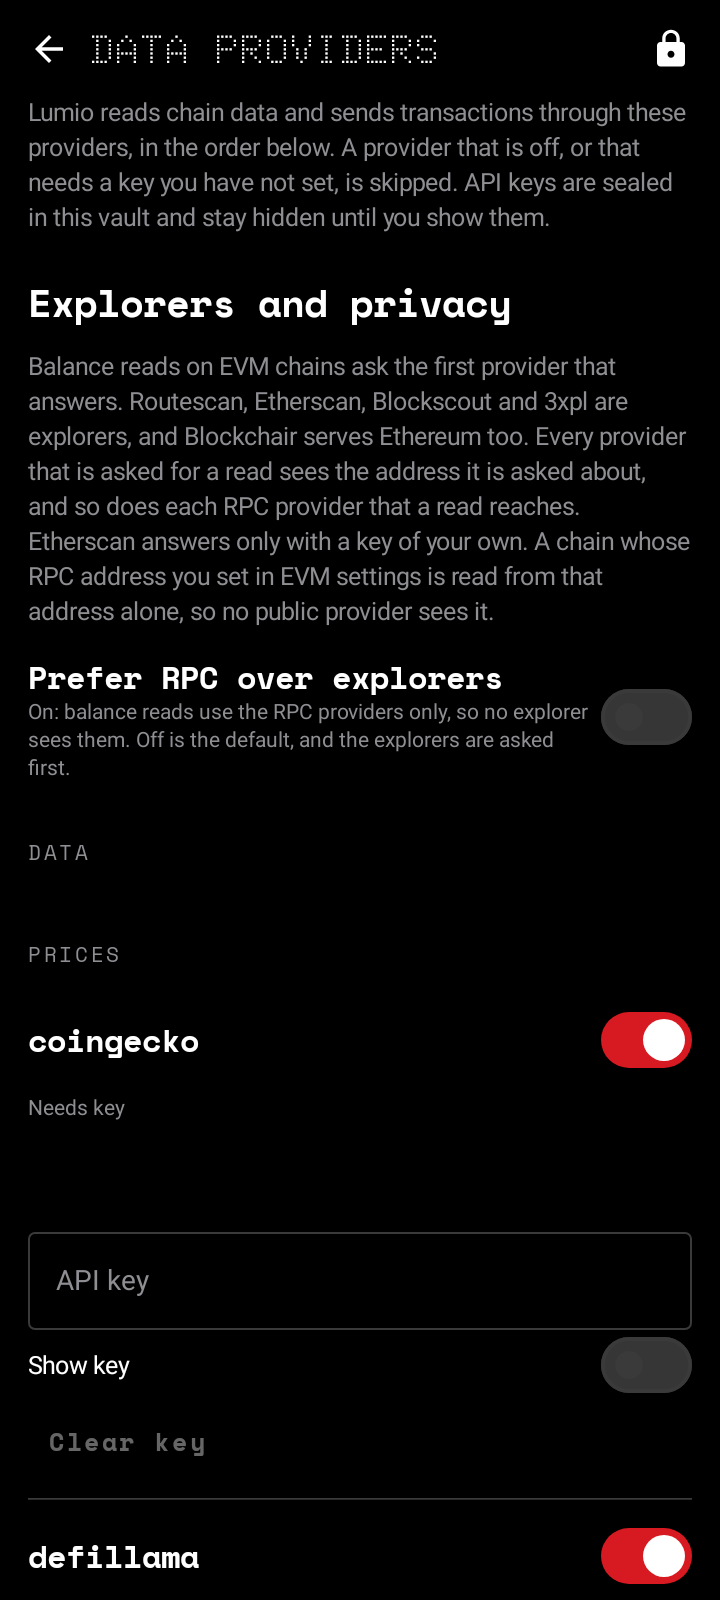 DATA PROVIDERS
Lumio reads chain data and sends transactions through these
providers, in the order below. A provider that is off, or that
needs a key you have not set, is skipped. API keys are sealed
in this vault and stay hidden until you show them.
Explorers and privacy
Balance reads on EVM chains ask the first provider that
answers. Routescan, Etherscan, Blockscout and 3xpl are
explorers, and Blockchair serves Ethereum too. Every provider
that is asked for a read sees the address it is asked about,
and so does each RPC provider that a read reaches.
Etherscan answers only with a key of your own. A chain whose
RPC address you set in EVM settings is read from that
address alone, so no public provider sees it.
Prefer RPC over explorers
On: balance reads use the RPC providers only, so no explorer
sees them. Off is the default, and the explorers are asked
first.
DATA
PRICES
coingecko
Needs key
API key
Show key
Clear key
defillama